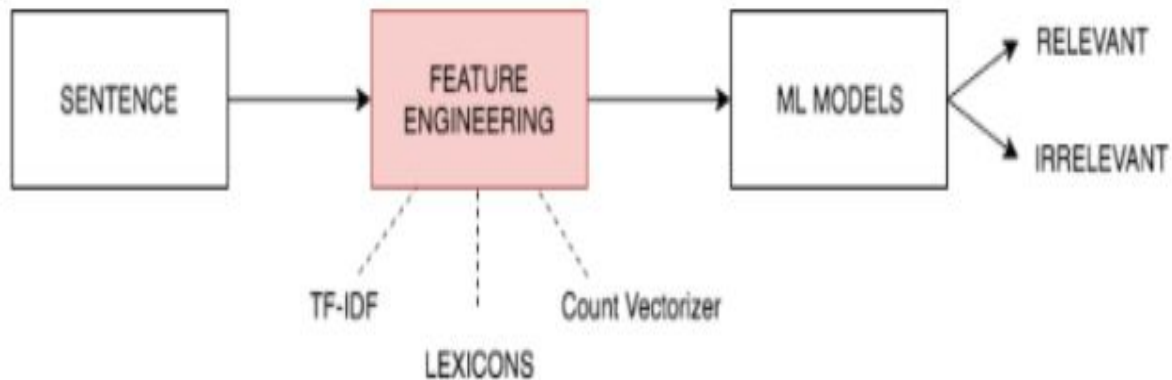 SENTENCE
FEATURE
ENGINEERING
ML MODELS
RELEVANT
IRRELEVANT
TF-IDF
LEXICONS
Count Vectorizer